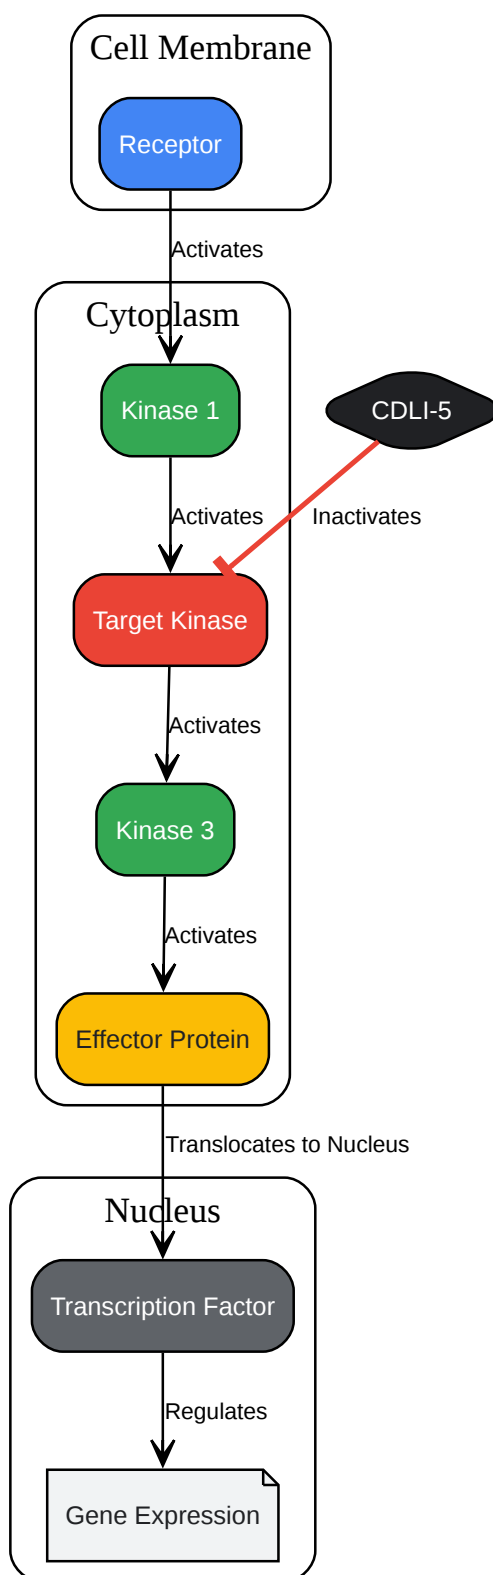 Cell Membrane
Receptor
Activates
Cytoplasm
Kinase 1
CDLI-5
Activates
Inactivates
Target Kinase
Activates
Kinase 3
Activates
Effector Protein
Translocates to Nucleus
Nucleus
Transcription Factor
Regulates
Gene Expression